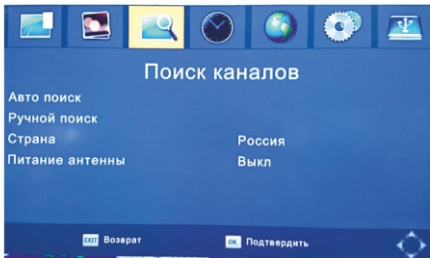 Поиск каналов
Авто поиск
Ручной поиск
Страна Россия
Питание антенны Выкл
EXIT Возврат OK Подтвердить